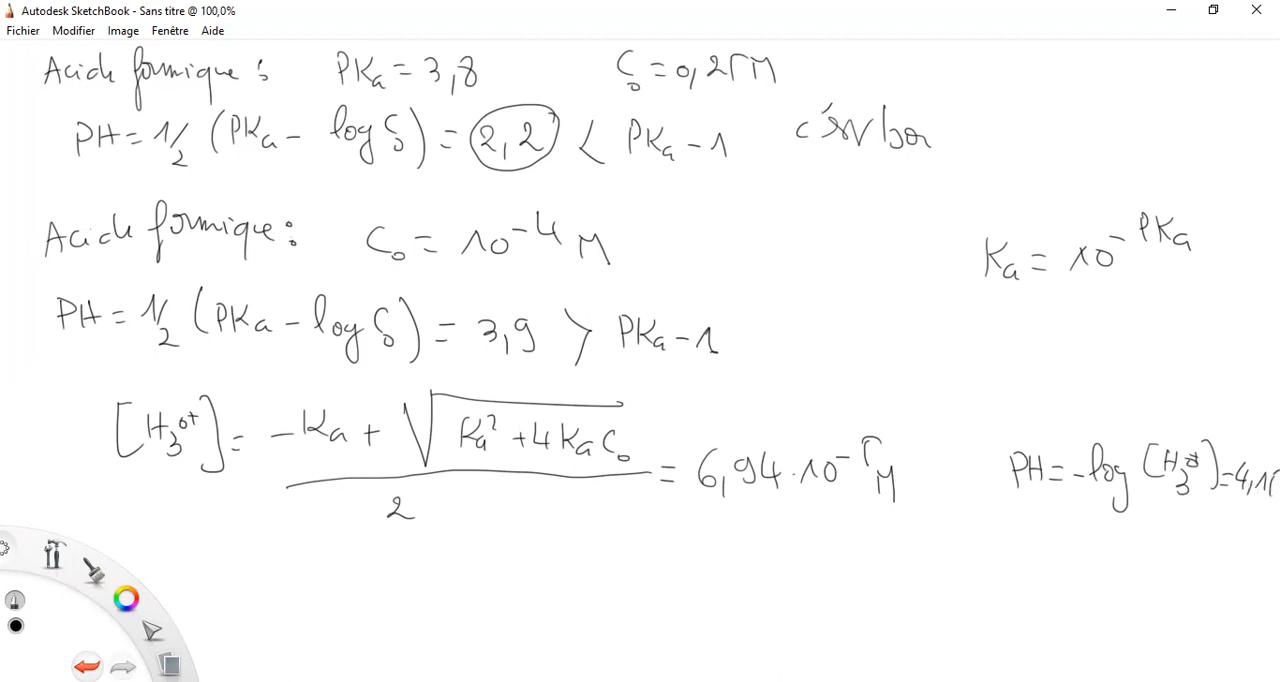 Autodesk SketchBook - Sans titre @ 100,0%
Fichier Modifier Image Fenêtre Aide
Acide formique : PKa = 3,8 C₀ = 0,25M
PH = 1/2 (PKa - log C₀) = 2,2 < PKa - 1 c'est bon
Acide formique : C₀ = 10⁻⁴ M
Ka = 10^-PKa
PH = 1/2 (PKa - log C₀) = 3,9 > PKa - 1
[H₃O⁺] = (-Ka + √(Ka² + 4KaC₀)) / 2 = 6,94·10⁻⁵ M PH = -log [H₃O⁺] = 4,16